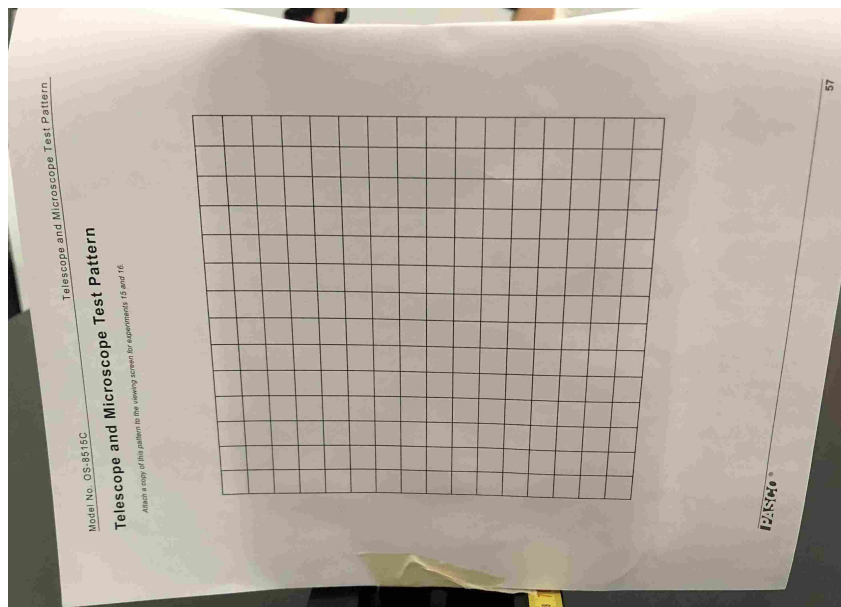 Model No. OS-8515C
Telescope and Microscope Test Pattern
Telescope and Microscope Test Pattern
Attach a copy of this pattern to the viewing screen for experiments 15 and 16.
PASCO ®
57